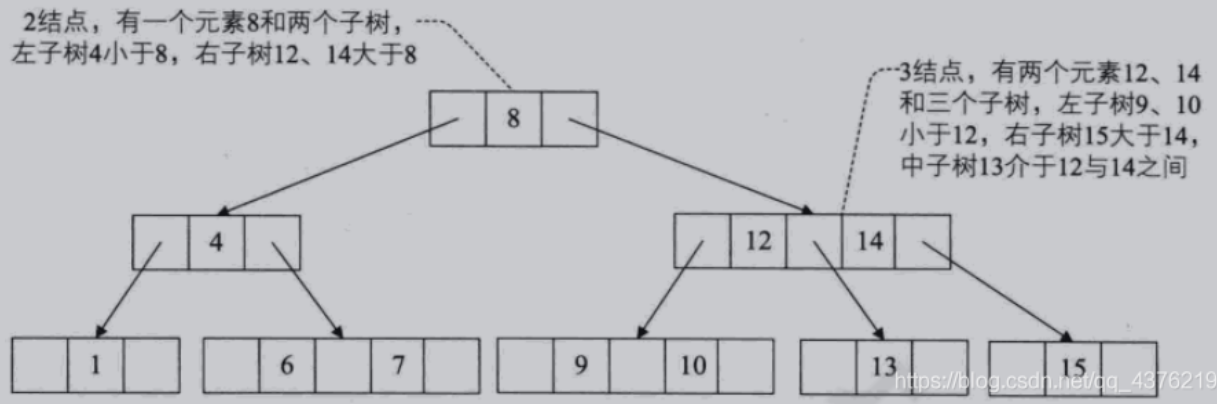 2结点，有一个元素8和两个子树，
左子树4小于8，右子树12、14大于8
3结点，有两个元素12、14
和三个子树，左子树9、10
小于12，右子树15大于14，
中子树13介于12与14之间
8
4
12 14
1
6 7
9 10
13
15
https://blog.csdn.net/qq_4376219